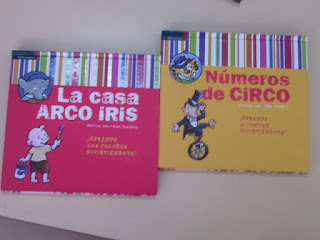 La casa
ARCO iRiS
¡APRENDE
LOS COLORES
DIVIRTIÉNDOTE!
Números
de CiRCO
¡APRENDE
A CONTAR
DIVIRTIÉNDOTE!